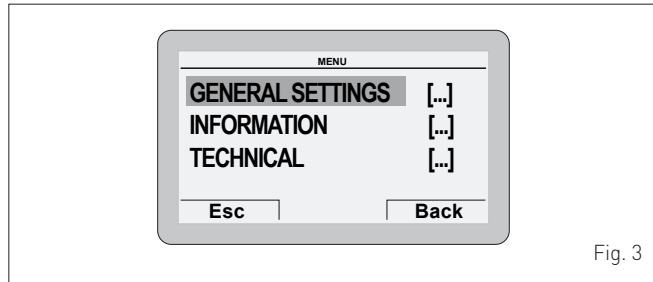 MENU
GENERAL SETTINGS [...]
INFORMATION [...]
TECHNICAL [...]
Esc Back
Fig. 3